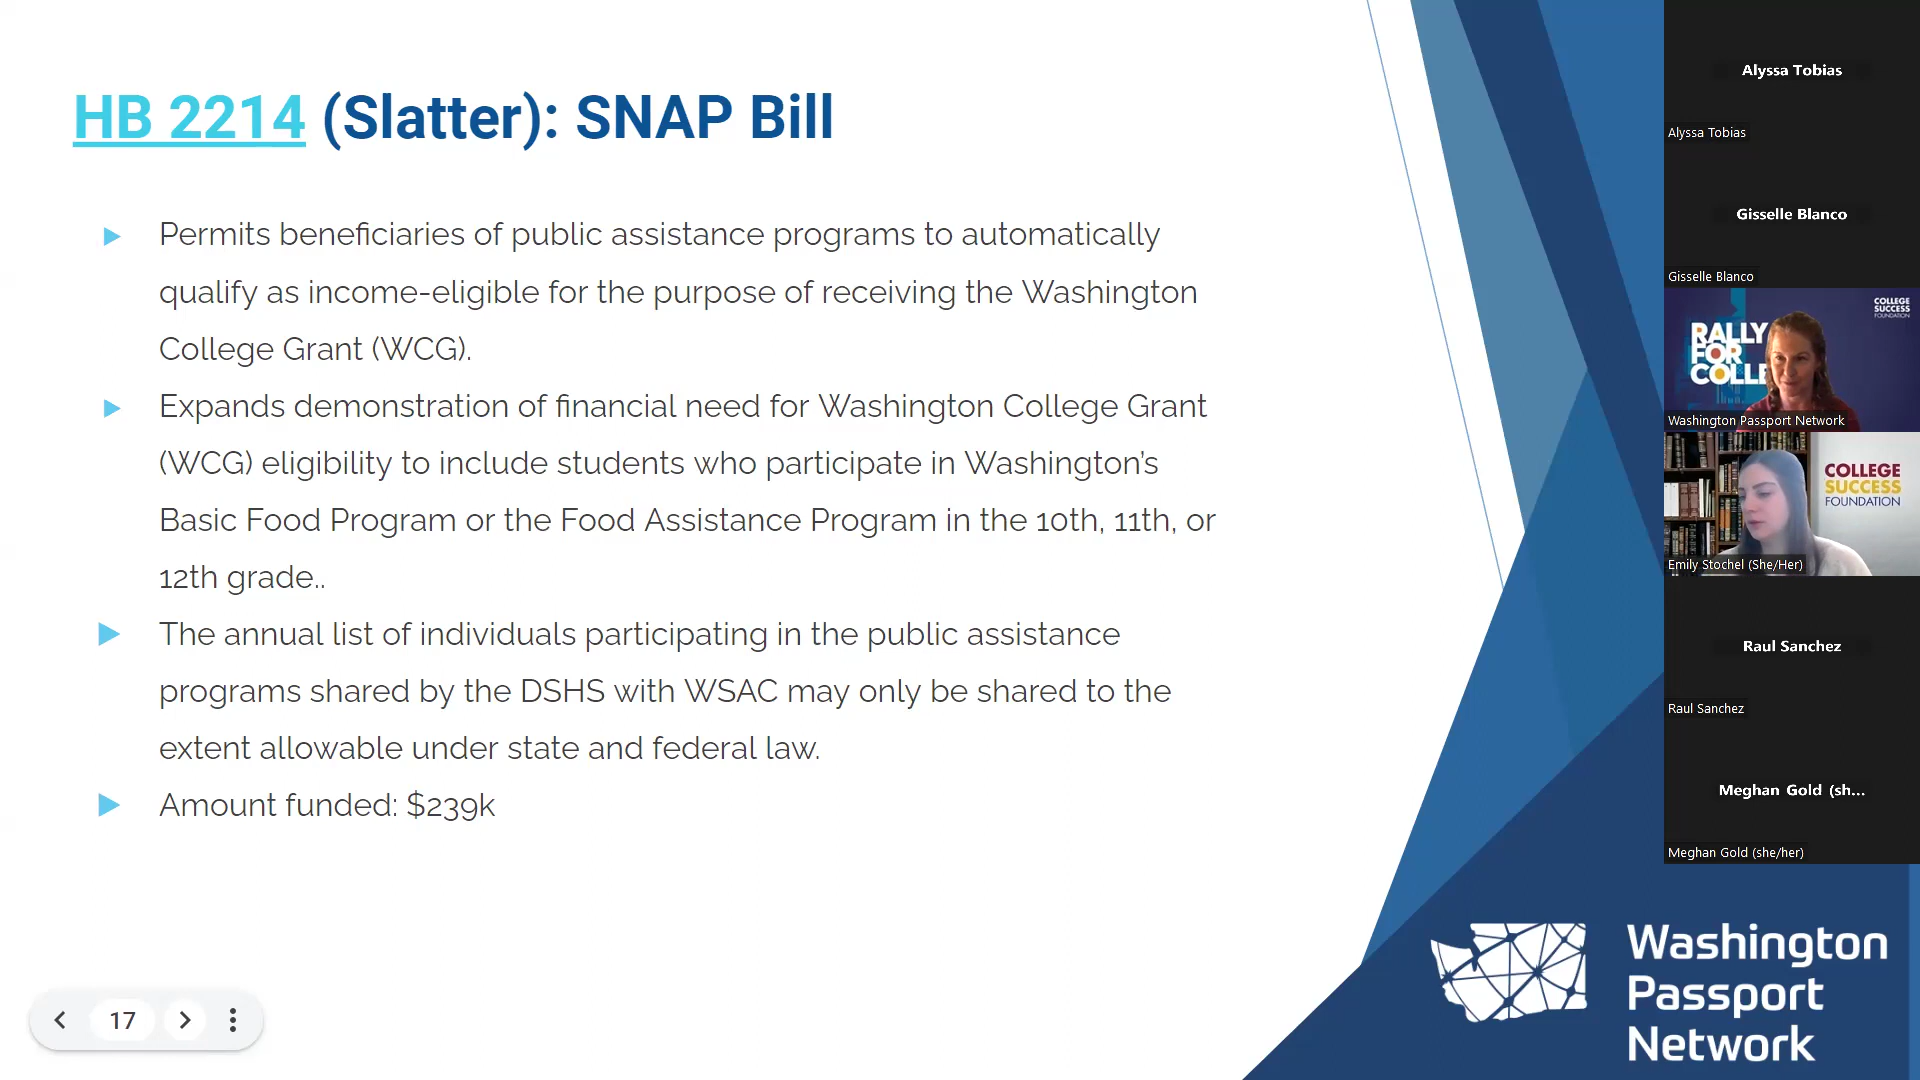 HB 2214 (Slatter): SNAP Bill
Permits beneficiaries of public assistance programs to automatically
qualify as income-eligible for the purpose of receiving the Washington
College Grant (WCG).
Expands demonstration of financial need for Washington College Grant
(WCG) eligibility to include students who participate in Washington's
Basic Food Program or the Food Assistance Program in the 10th, 11th, or
12th grade..
The annual list of individuals participating in the public assistance
programs shared by the DSHS with WSAC may only be shared to the
extent allowable under state and federal law.
Amount funded: $239k
17
Alyssa Tobias
Alyssa Tobias
Gisselle Blanco
Gisselle Blanco
COLLEGE
SUCCESS
FOUNDATION
RALLY
FOR
COLLE
Washington Passport Network
COLLEGE
SUCCESS
FOUNDATION
Emily Stochel (She/Her)
Raul Sanchez
Raul Sanchez
Meghan Gold (sh...
Meghan Gold (she/her)
Washington
Passport
Network